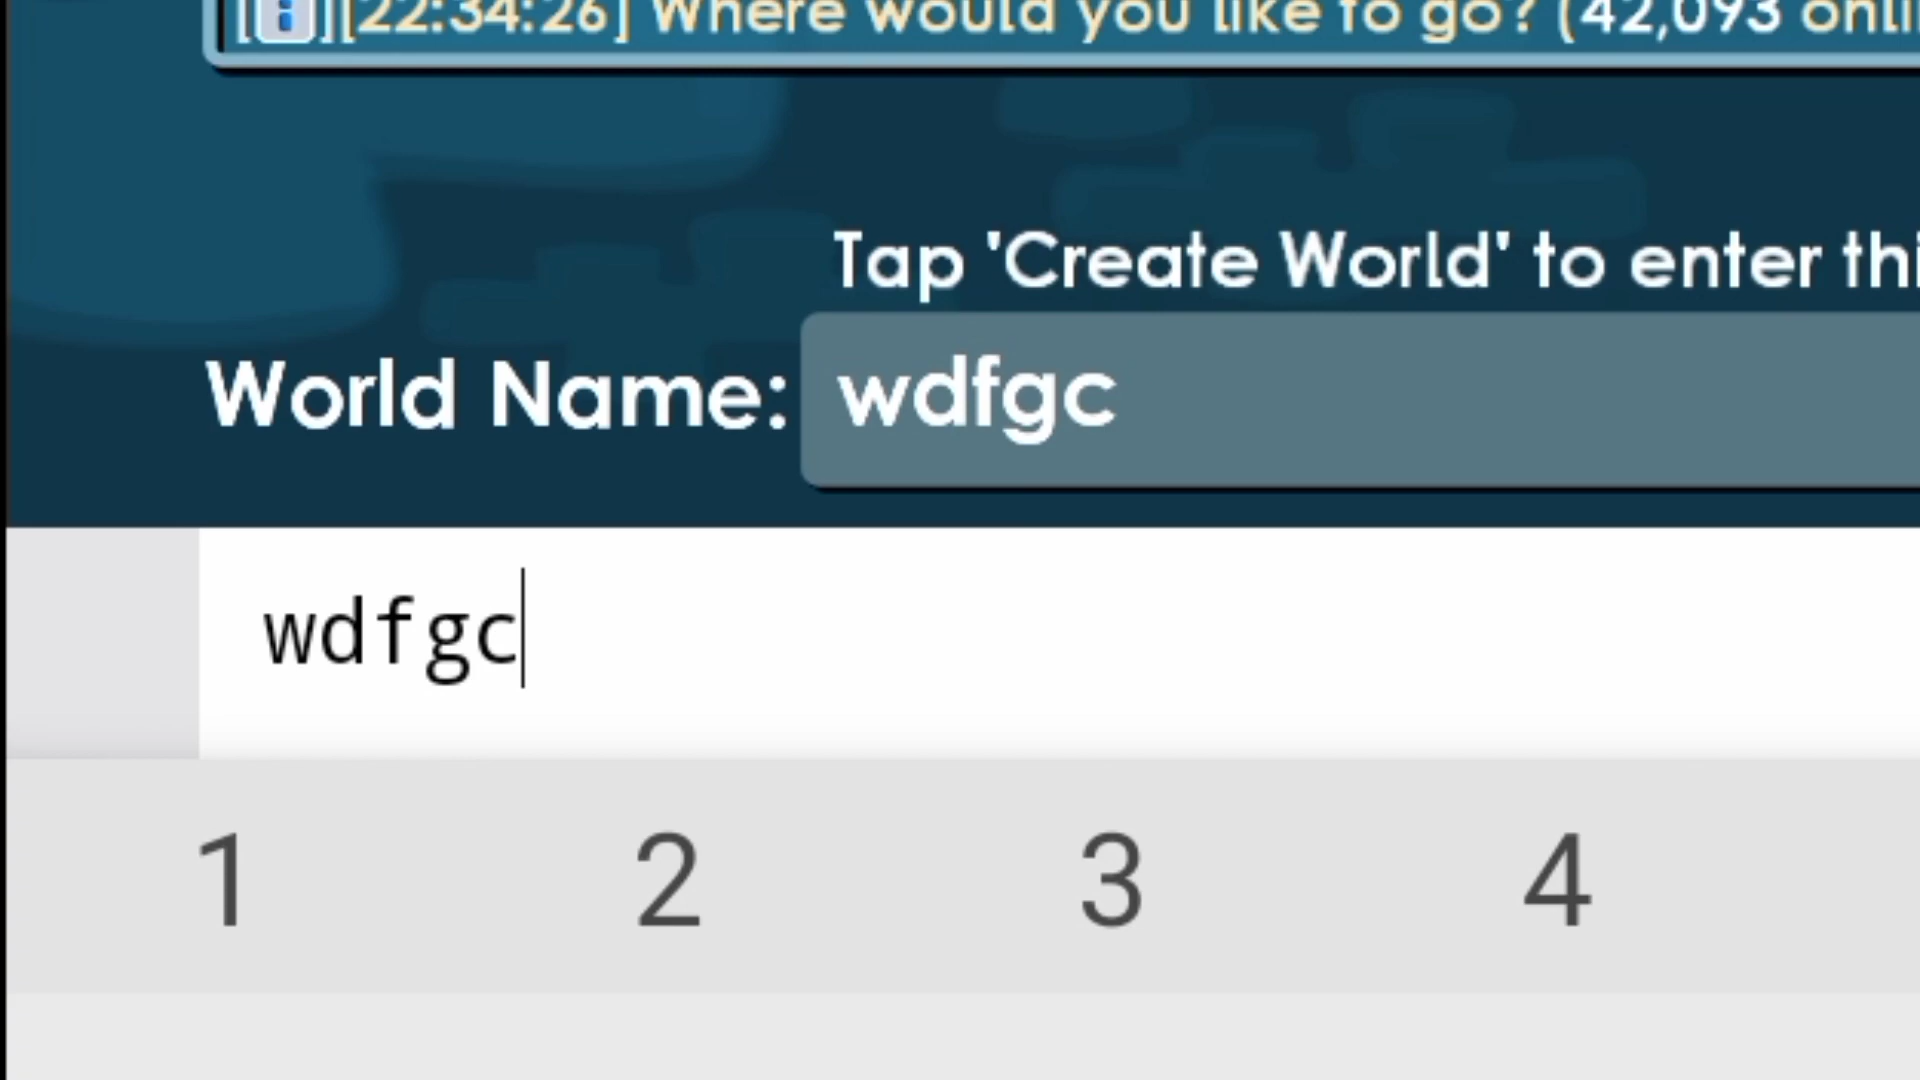 [22:34:26] Where would you like to go? (42,093
Tap 'Create World' to enter
World Name: wdfgc
wdfgc
1 2 3 4